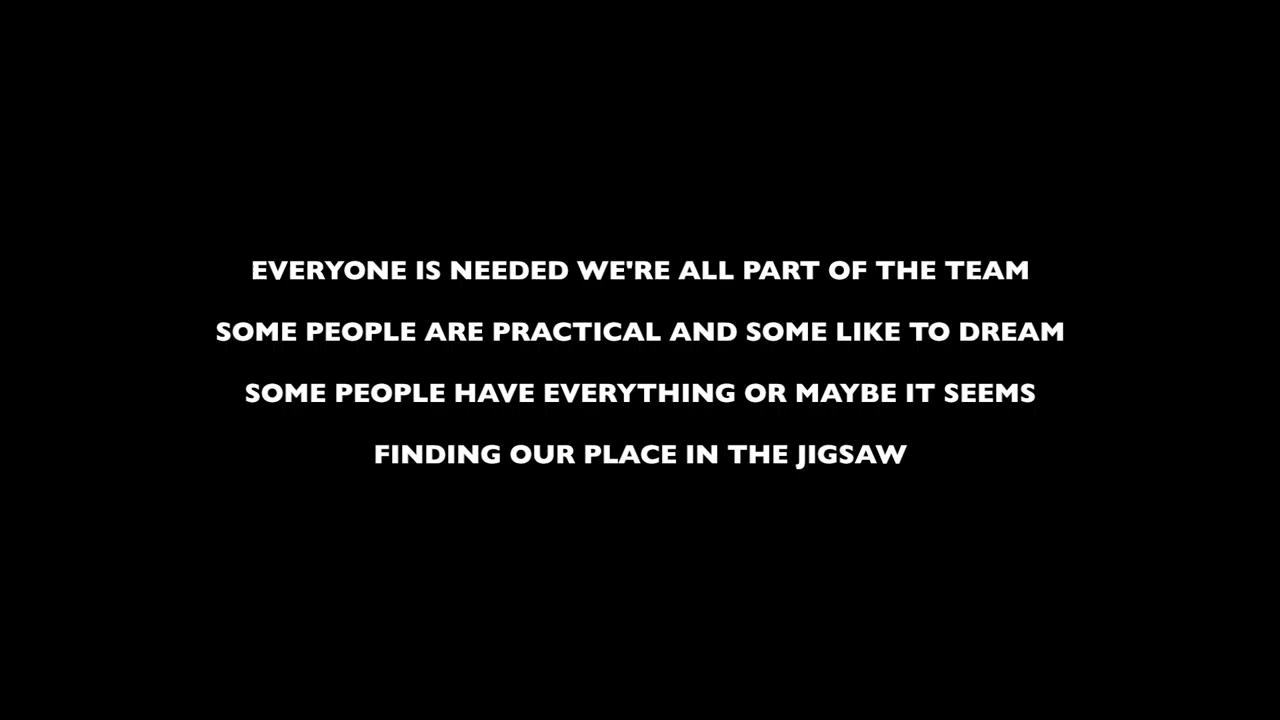 EVERYONE IS NEEDED WE'RE ALL PART OF THE TEAM
SOME PEOPLE ARE PRACTICAL AND SOME LIKE TO DREAM
SOME PEOPLE HAVE EVERYTHING OR MAYBE IT SEEMS
FINDING OUR PLACE IN THE JIGSAW